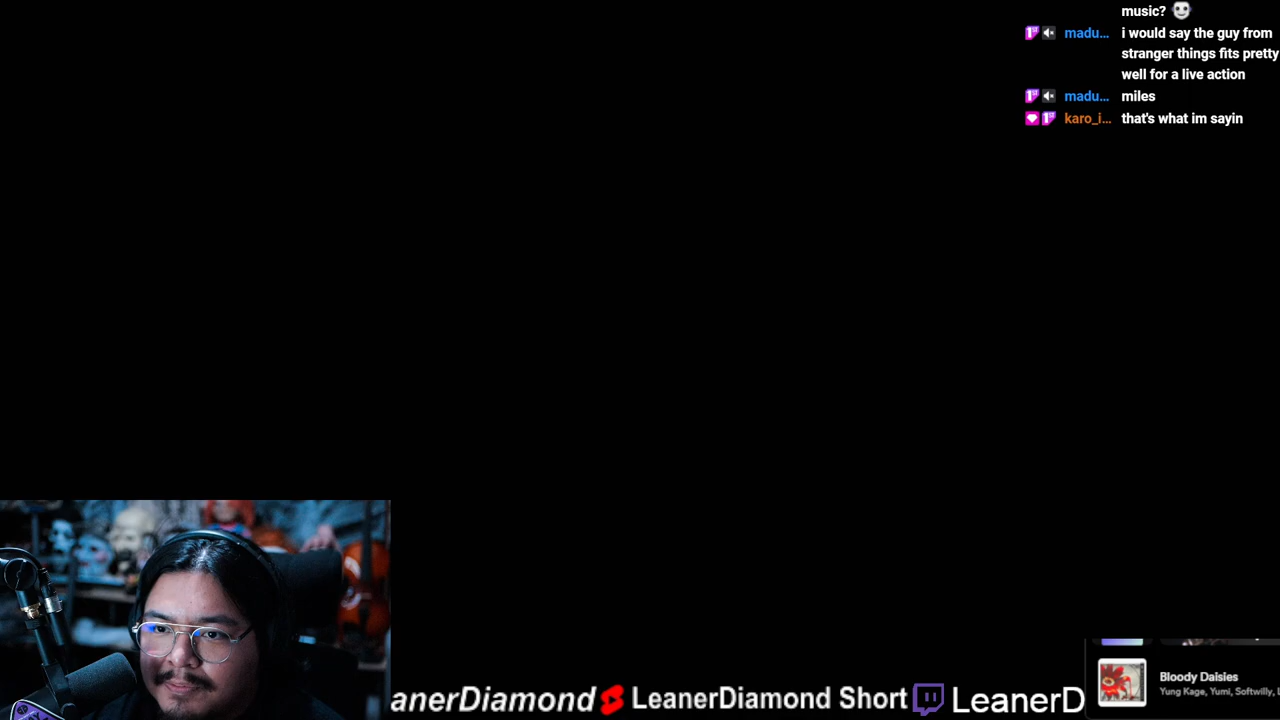 music?
madu... i would say the guy from
stranger things fits pretty
well for a live action
madu... miles
karo_i... that's what im sayin
anerDiamond LeanerDiamond Short LeanerD
Bloody Daisies
Yung Kage, Yumi, Softwilly, L